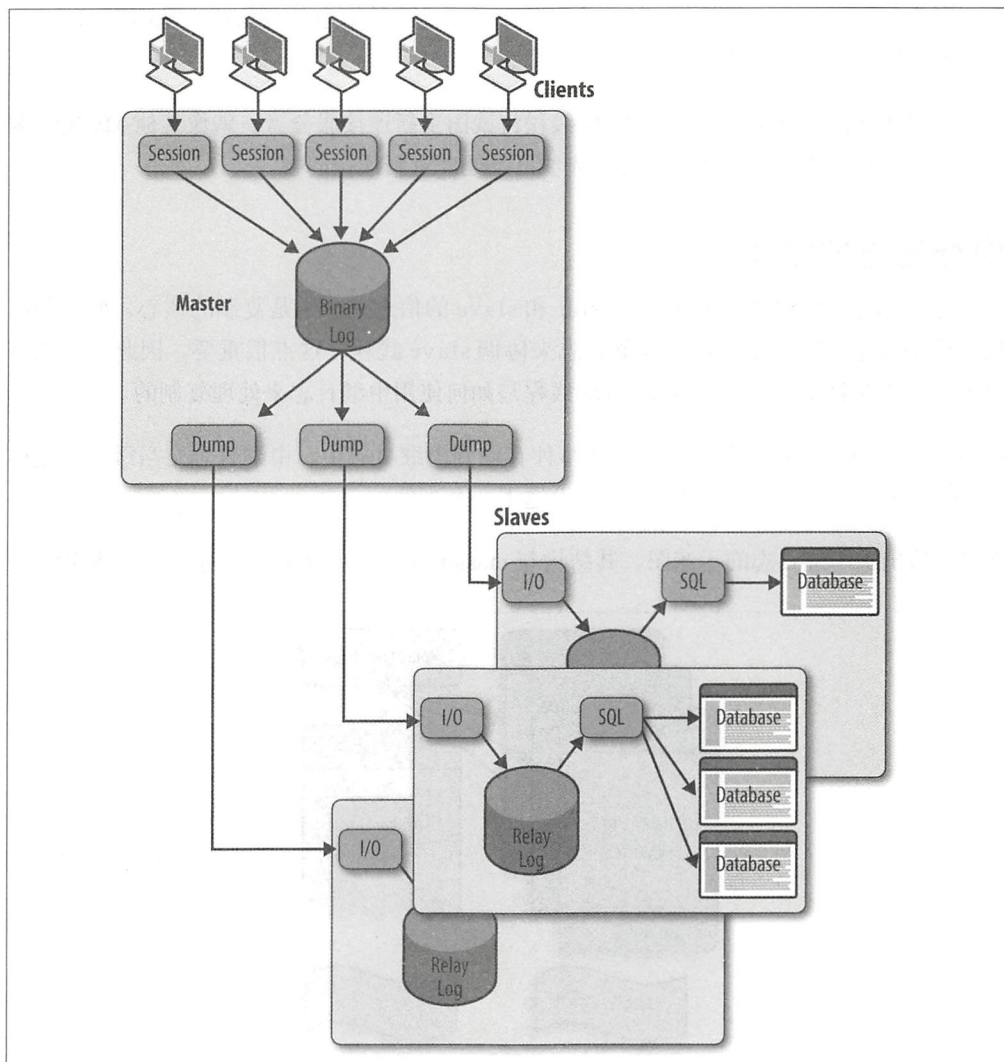 Clients
Session
Session
Session
Session
Session
Master
Binary
Log
Dump
Dump
Dump
Slaves
I/O
SQL
Database
I/O
SQL
Database
Database
Database
Relay
Log
I/O
Relay
Log